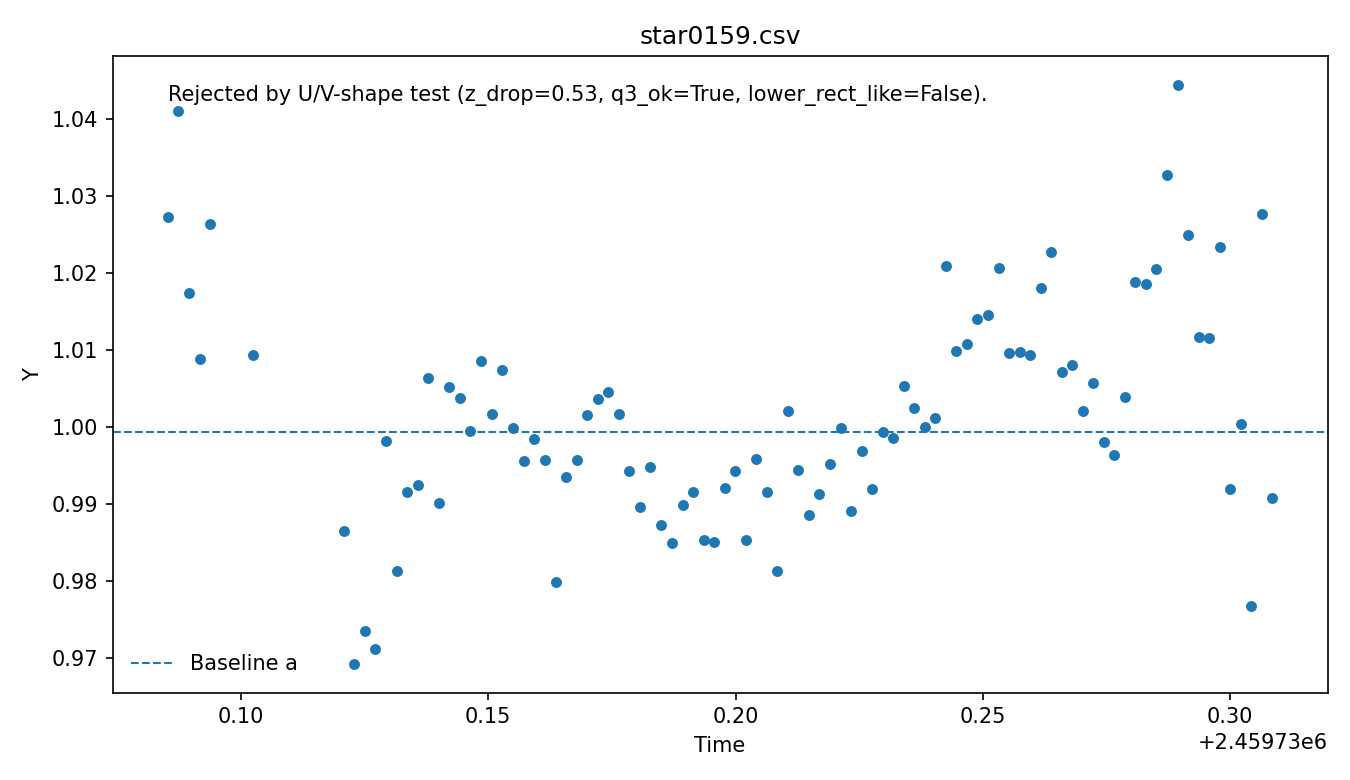 star0159.csv
Rejected by U/V-shape test (z_drop=0.53, q3_ok=True, lower_rect_like=False).
1.04
1.03
1.02
1.01
1.00
0.99
0.98
0.97
Y
Baseline a
0.10
0.15
0.20
0.25
0.30
Time
+2.45973e6